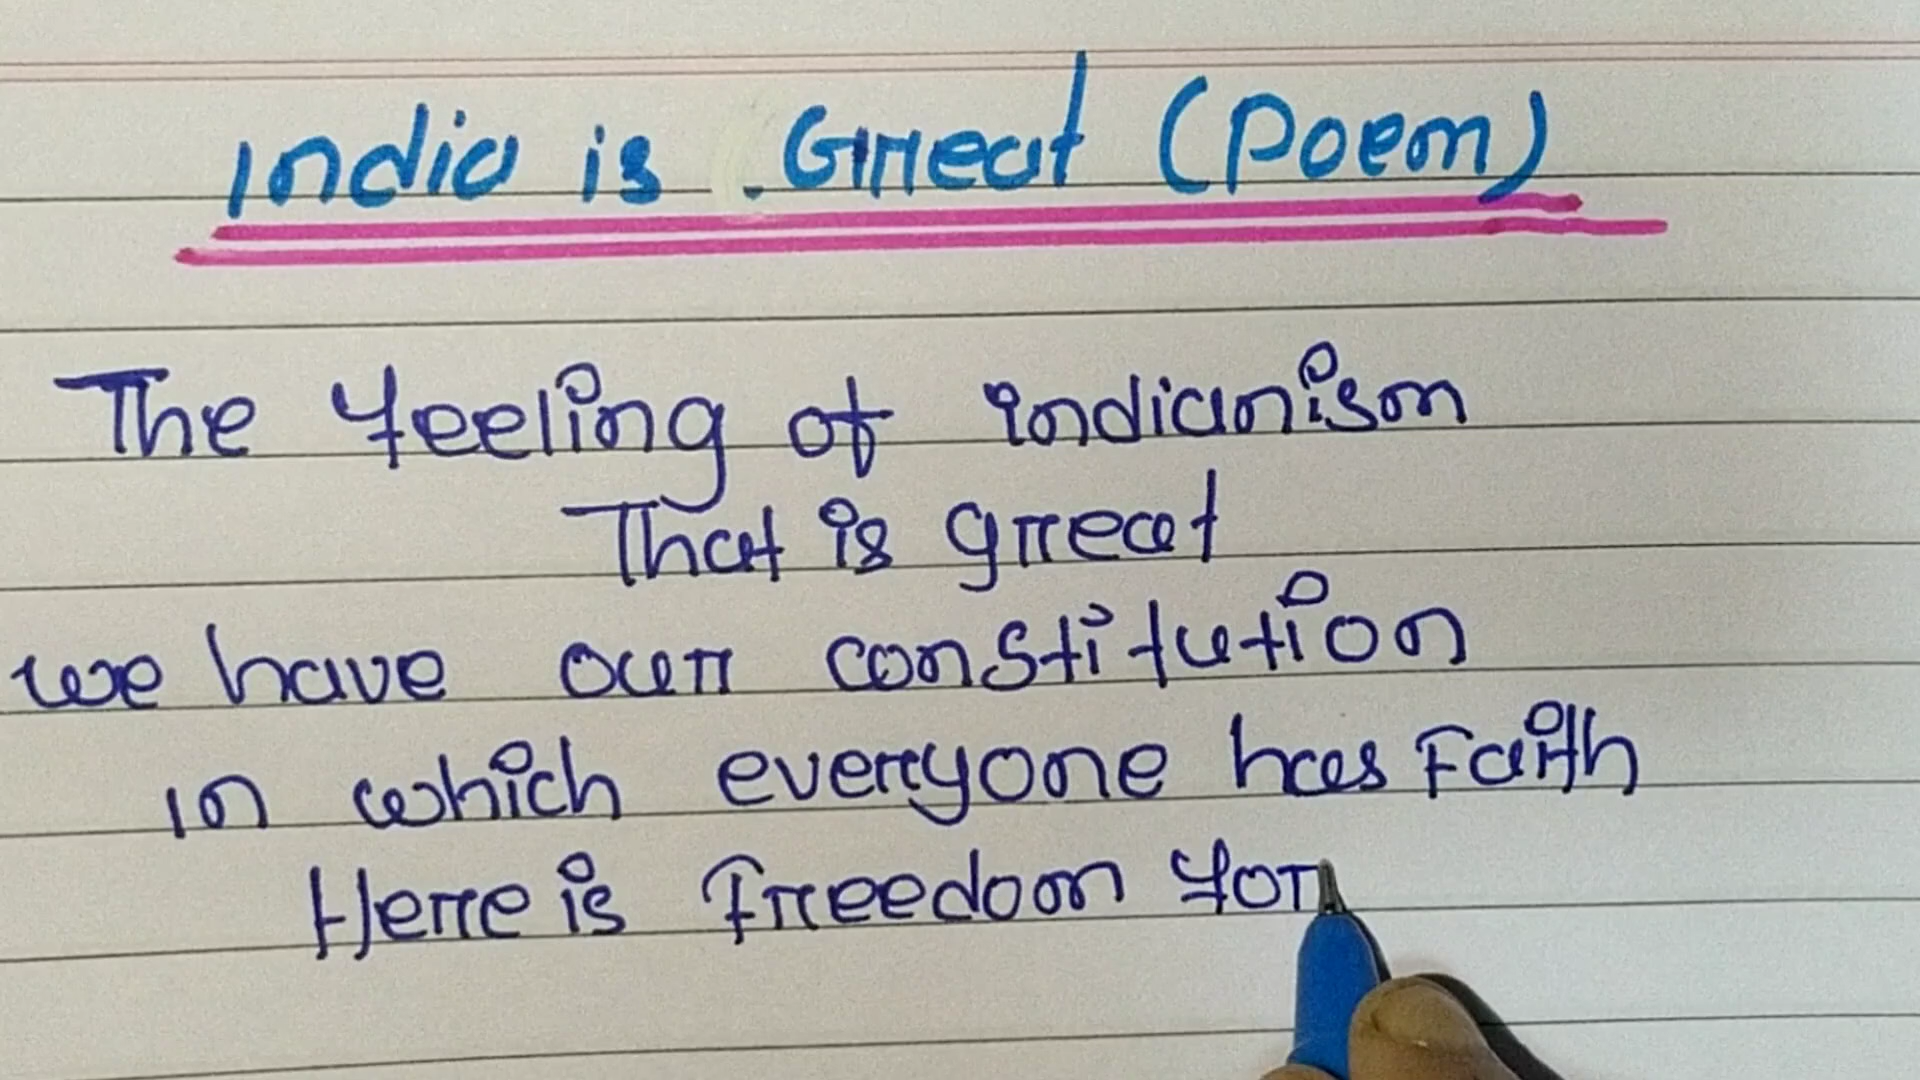 India is Great (Poem)
The feeling of indianism
That is great
we have our constitution
in which everyone has Faith
Here is Freedom for